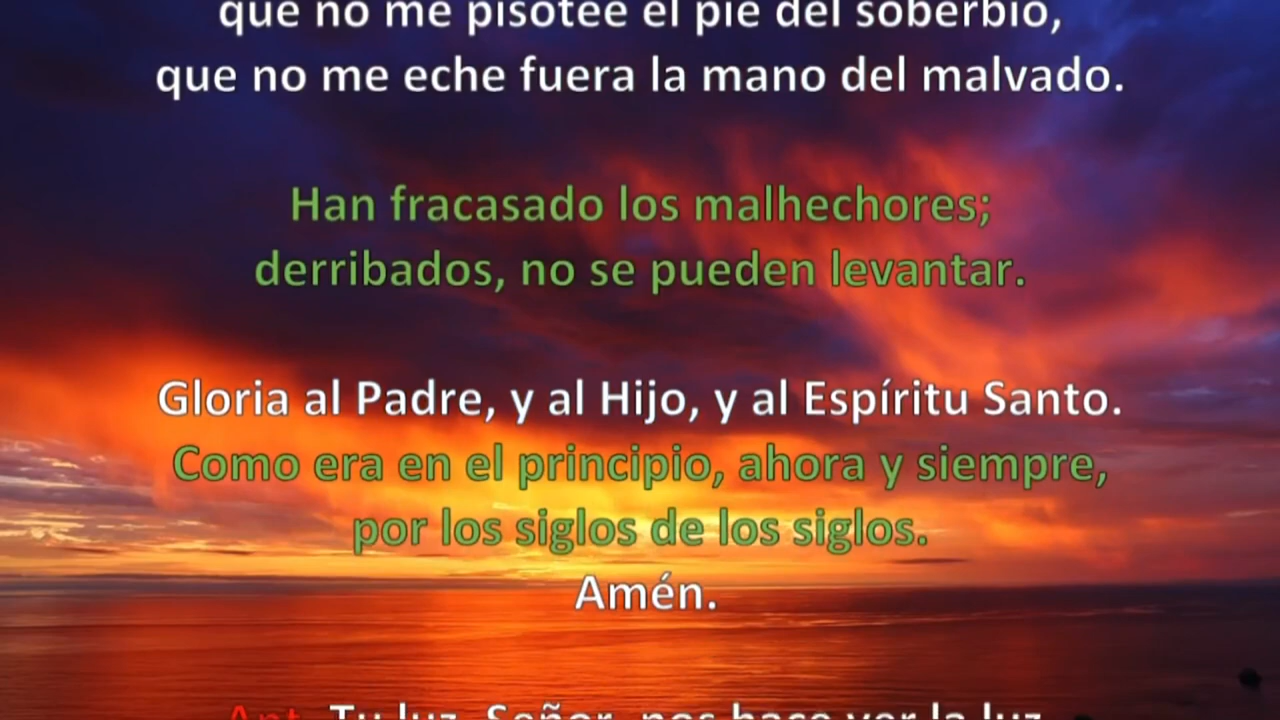 que no me pisotee el pie del soberbio,
que no me eche fuera la mano del malvado.
Han fracasado los malhechores;
derribados, no se pueden levantar.
Gloria al Padre, y al Hijo, y al Espíritu Santo.
Como era en el principio, ahora y siempre,
por los siglos de los siglos.
Amén.
Ant. Tu luz, Señor, nos hace ver la luz